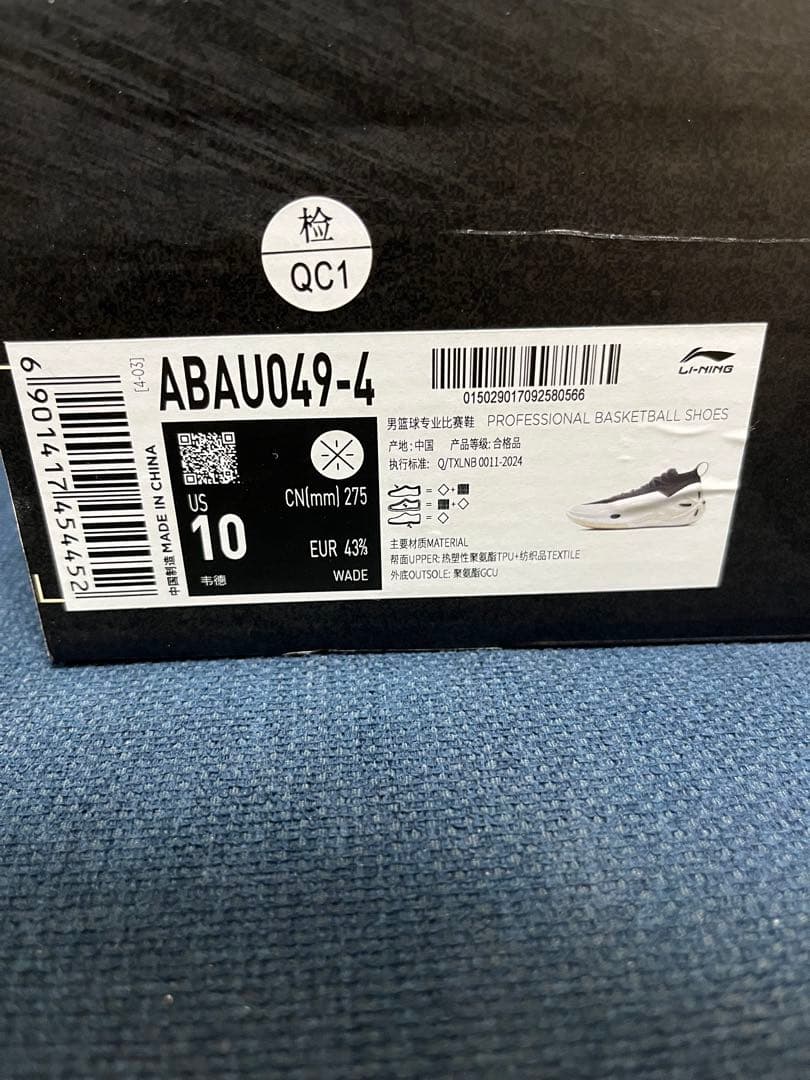 检
QC1
6901417454452
[4-03]
ABAU049-4
015029017092580566
LI-NING
中国制造 MADE IN CHINA
US
10
韦德
CN(mm) 275
EUR 43⅔
WADE
男篮球专业比赛鞋 PROFESSIONAL BASKETBALL SHOES
产地: 中国 产品等级: 合格品
执行标准: Q/TXLNB 0011-2024
主要材质MATERIAL
帮面UPPER: 热塑性聚氨酯TPU+纺织品TEXTILE
外底OUTSOLE: 聚氨酯GCU